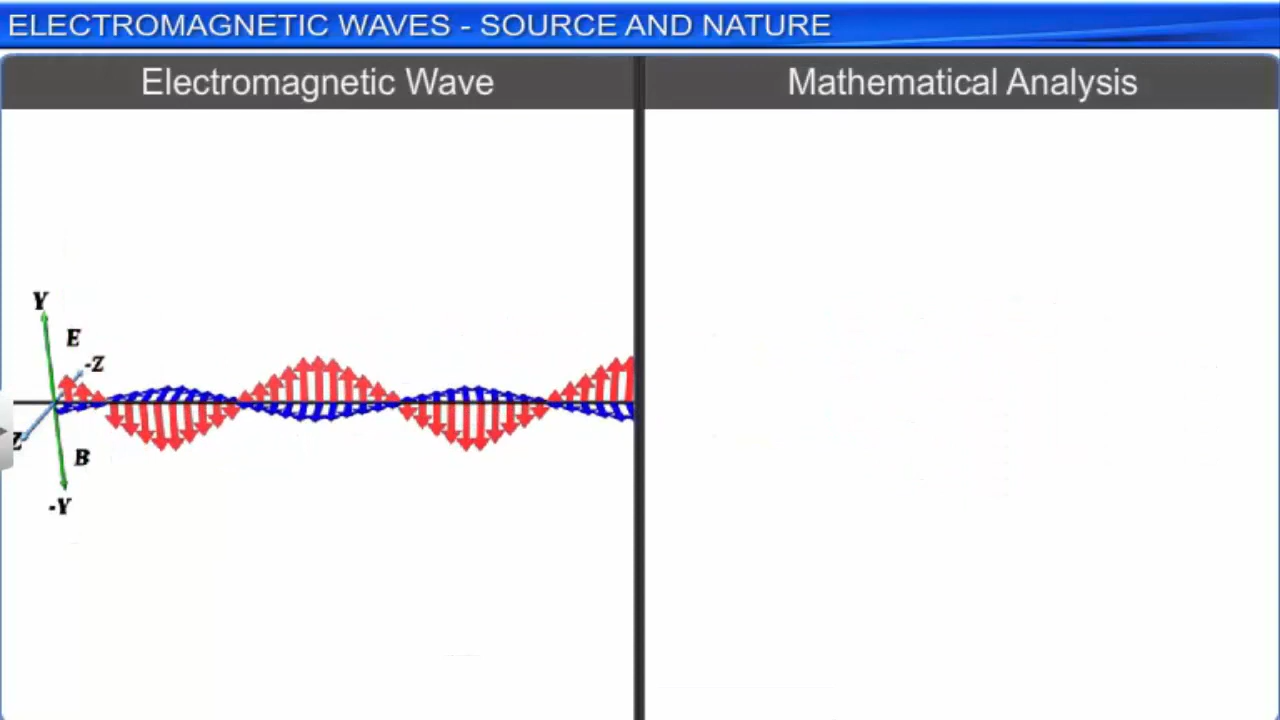 ELECTROMAGNETIC WAVES - SOURCE AND NATURE
Electromagnetic Wave
Mathematical Analysis
Y
E
-Z
Z
B
-Y